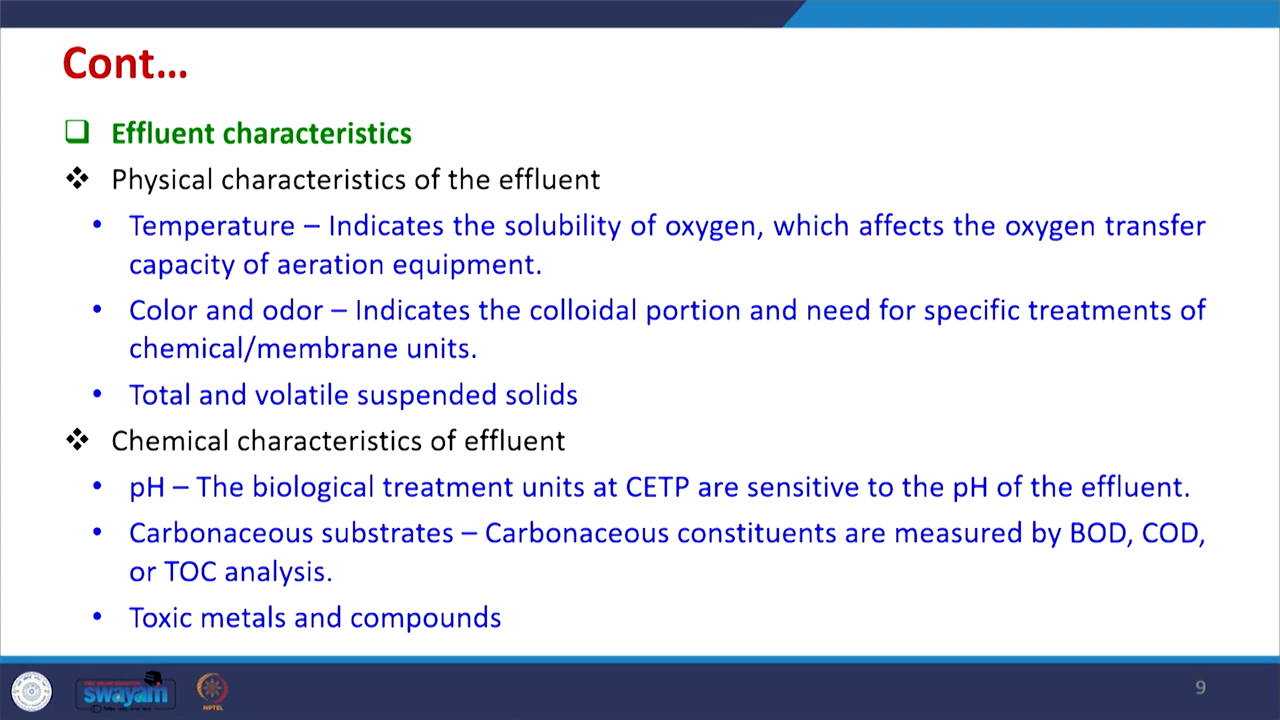 Cont...
❑ Effluent characteristics
❖ Physical characteristics of the effluent
• Temperature – Indicates the solubility of oxygen, which affects the oxygen transfer
capacity of aeration equipment.
• Color and odor – Indicates the colloidal portion and need for specific treatments of
chemical/membrane units.
• Total and volatile suspended solids
❖ Chemical characteristics of effluent
• pH – The biological treatment units at CETP are sensitive to the pH of the effluent.
• Carbonaceous substrates – Carbonaceous constituents are measured by BOD, COD,
or TOC analysis.
• Toxic metals and compounds
swayam
NPTEL
9